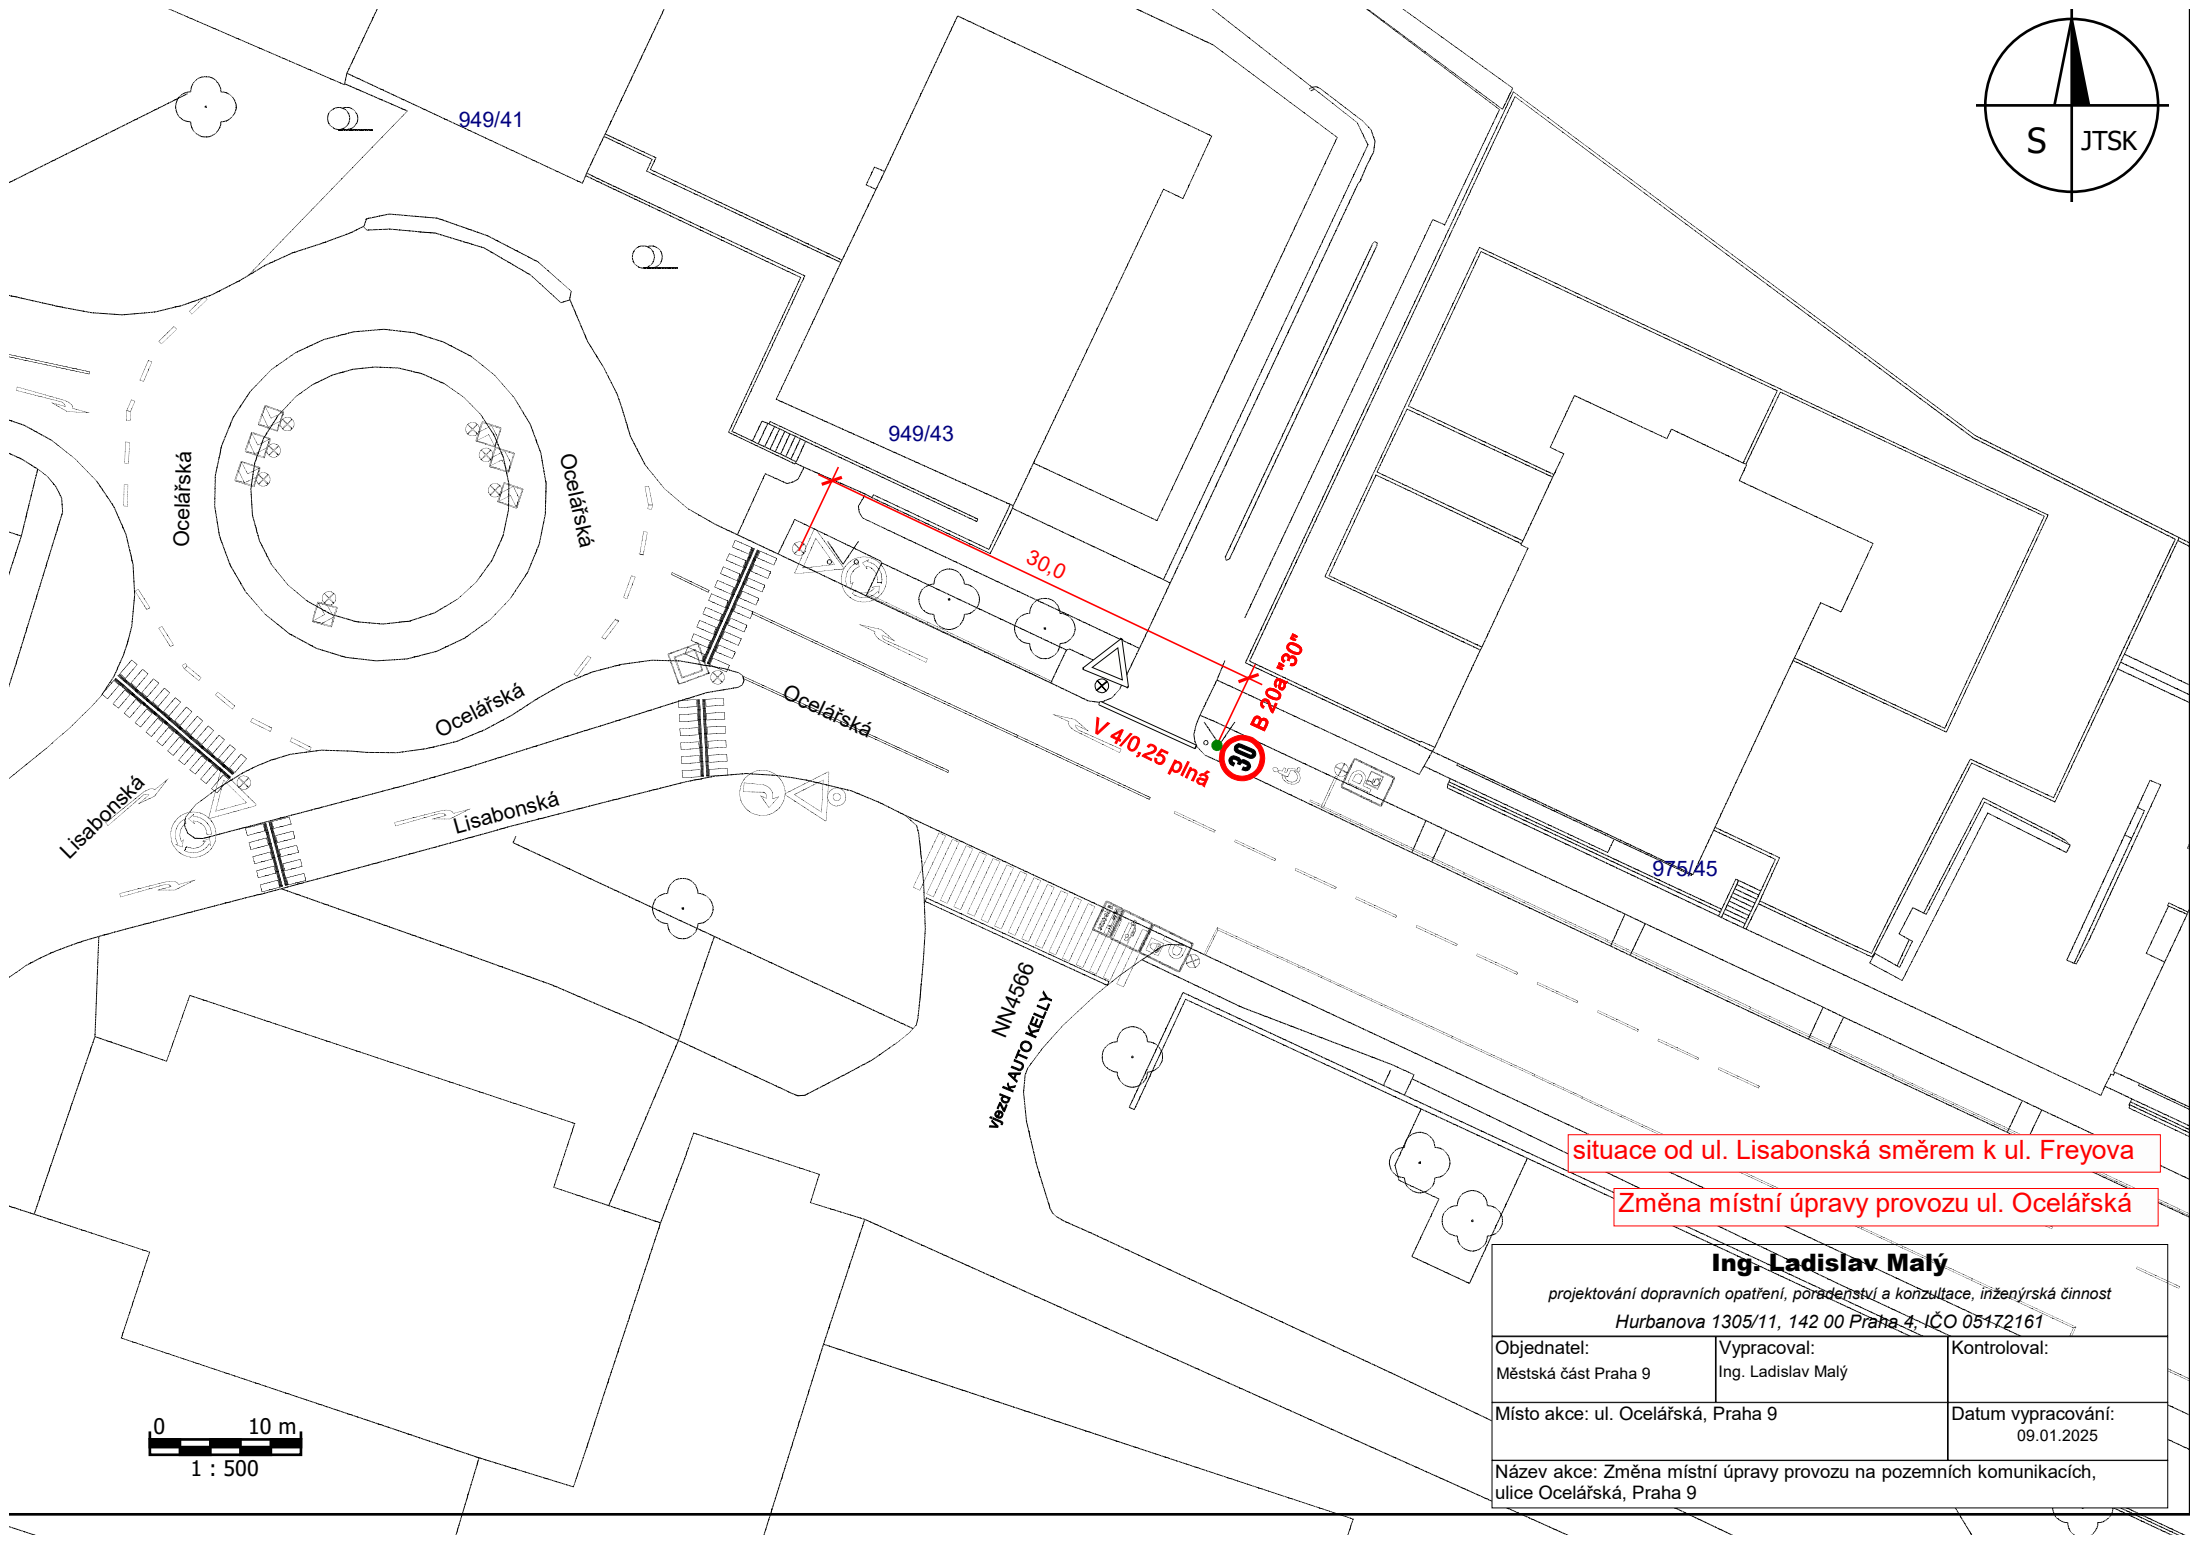 949/41
S JTSK
949/43
Ocelářská
Ocelářská
30,0
B 20a "30"
Ocelářská
Ocelářská
V 4/0,25 plná
30
Lisabonská
Lisabonská
975/45
NN4566
vjezd k AUTO KELLY
situace od ul. Lisabonská směrem k ul. Freyova
Změna místní úpravy provozu ul. Ocelářská
Ing. Ladislav Malý
projektování dopravních opatření, poradenství a konzultace, inženýrská činnost
Hurbanova 1305/11, 142 00 Praha 4, IČO 05172161
Objednatel:
Městská část Praha 9
Vypracoval:
Ing. Ladislav Malý
Kontroloval:
Místo akce: ul. Ocelářská, Praha 9
Datum vypracování:
09.01.2025
Název akce: Změna místní úpravy provozu na pozemních komunikacích,
ulice Ocelářská, Praha 9
0 10 m
1 : 500